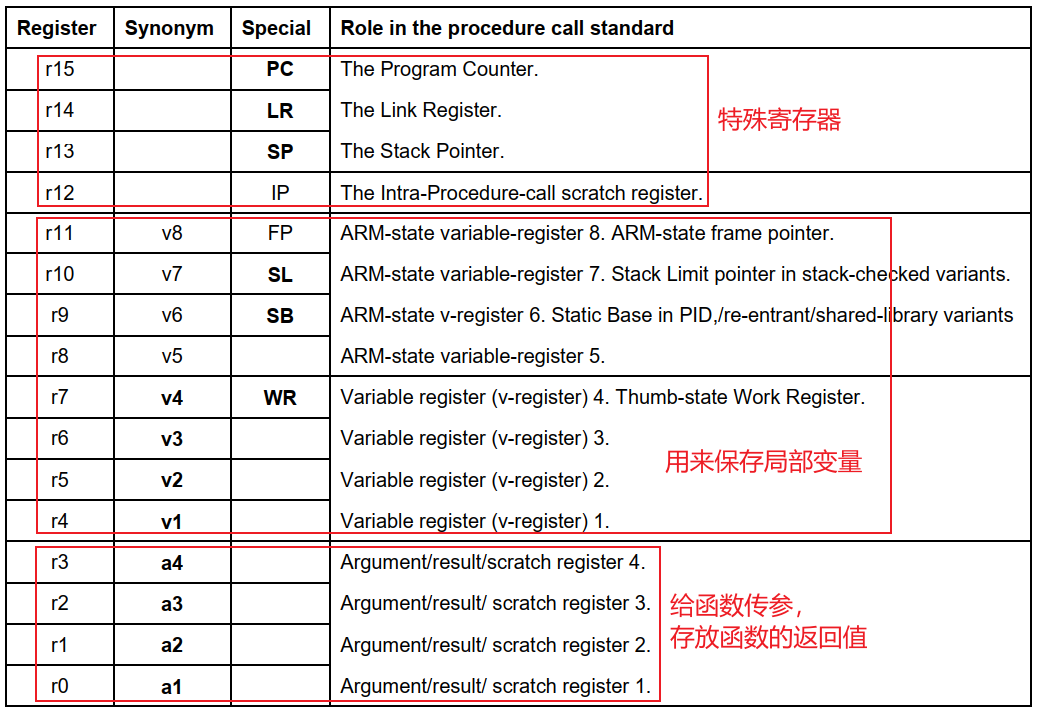 Register Synonym Special Role in the procedure call standard
r15 PC The Program Counter.
r14 LR The Link Register.
特殊寄存器
r13 SP The Stack Pointer.
r12 IP The Intra-Procedure-call scratch register.
r11 v8 FP ARM-state variable-register 8. ARM-state frame pointer.
r10 v7 SL ARM-state variable-register 7. Stack Limit pointer in stack-checked variants.
r9 v6 SB ARM-state v-register 6. Static Base in PID,/re-entrant/shared-library variants
r8 v5 ARM-state variable-register 5.
r7 v4 WR Variable register (v-register) 4. Thumb-state Work Register.
r6 v3 Variable register (v-register) 3.
用来保存局部变量
r5 v2 Variable register (v-register) 2.
r4 v1 Variable register (v-register) 1.
r3 a4 Argument/result/scratch register 4.
r2 a3 Argument/result/ scratch register 3.
给函数传参，
存放函数的返回值
r1 a2 Argument/result/ scratch register 2.
r0 a1 Argument/result/ scratch register 1.